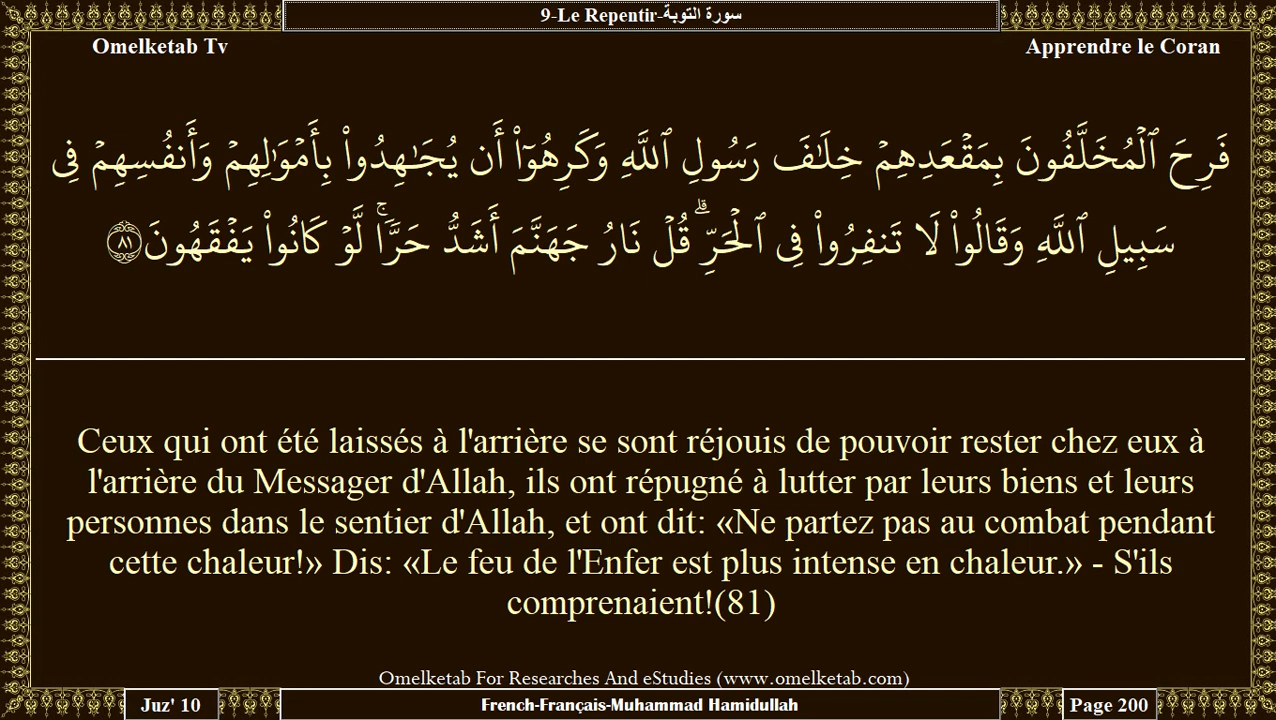 9-Le Repentir-سورة التوبة
Omelketab Tv
Apprendre le Coran
فَرِحَ ٱلۡمُخَلَّفُونَ بِمَقۡعَدِهِمۡ خِلَٰفَ رَسُولِ ٱللَّهِ وَكَرِهُوٓاْ أَن يُجَٰهِدُواْ بِأَمۡوَٰلِهِمۡ وَأَنفُسِهِمۡ فِي
سَبِيلِ ٱللَّهِ وَقَالُواْ لَا تَنفِرُواْ فِي ٱلۡحَرِّۗ قُلۡ نَارُ جَهَنَّمَ أَشَدُّ حَرّٗاۚ لَّوۡ كَانُواْ يَفۡقَهُونَ ٨١
Ceux qui ont été laissés à l'arrière se sont réjouis de pouvoir rester chez eux à
l'arrière du Messager d'Allah, ils ont répugné à lutter par leurs biens et leurs
personnes dans le sentier d'Allah, et ont dit: «Ne partez pas au combat pendant
cette chaleur!» Dis: «Le feu de l'Enfer est plus intense en chaleur.» - S'ils
comprenaient!(81)
Omelketab For Researches And eStudies (www.omelketab.com)
Juz' 10
French-Français-Muhammad Hamidullah
Page 200